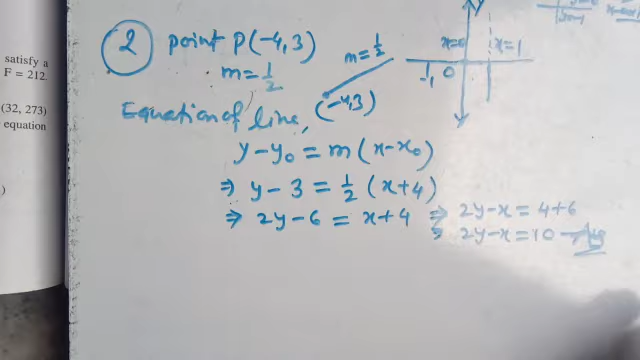 satisfy a
F = 212.
(32, 273)
equation
)
2 point P(-4,3)
m = 1/2
m = 1/2
(-4,3)
Equation of line,
y - y₀ = m(x - x₀)
⇒ y - 3 = 1/2 (x+4)
⇒ 2y - 6 = x+4 ⇒ 2y - x = 4+6
⇒ 2y - x = 10 Ans
Y
x=0
x=1
-1 0